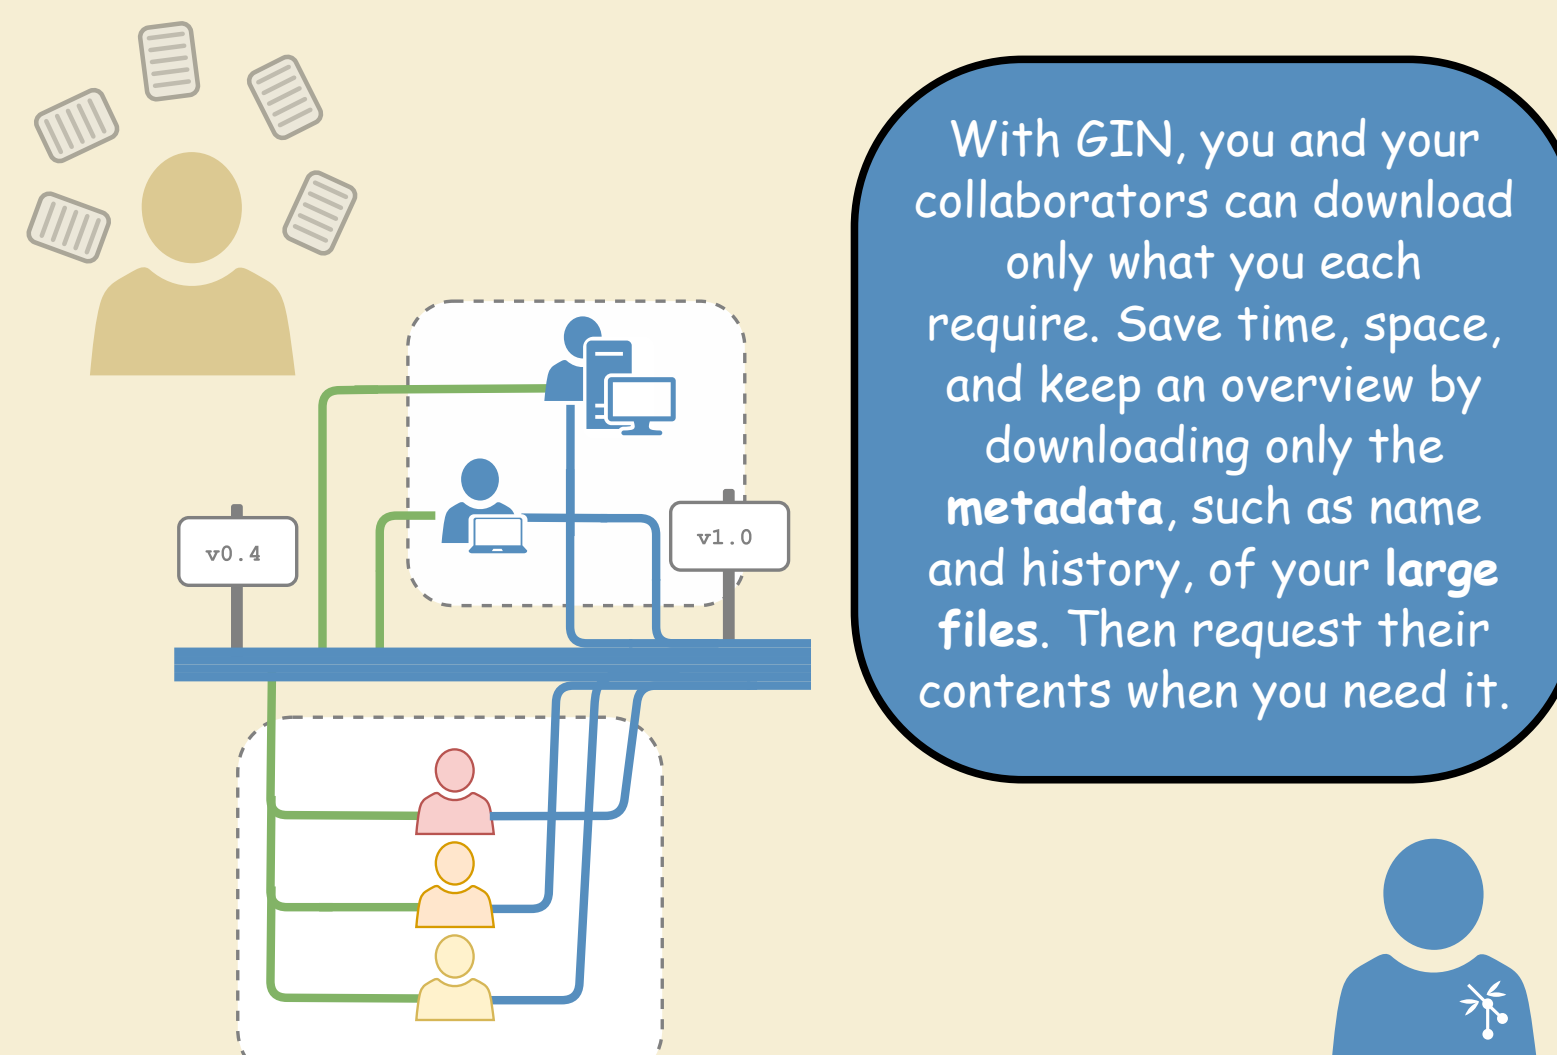 With GIN, you and your
collaborators can download
only what you each
require. Save time, space,
and keep an overview by
downloading only the
metadata, such as name
and history, of your large
files. Then request their
contents when you need it.
v0.4
v1.0